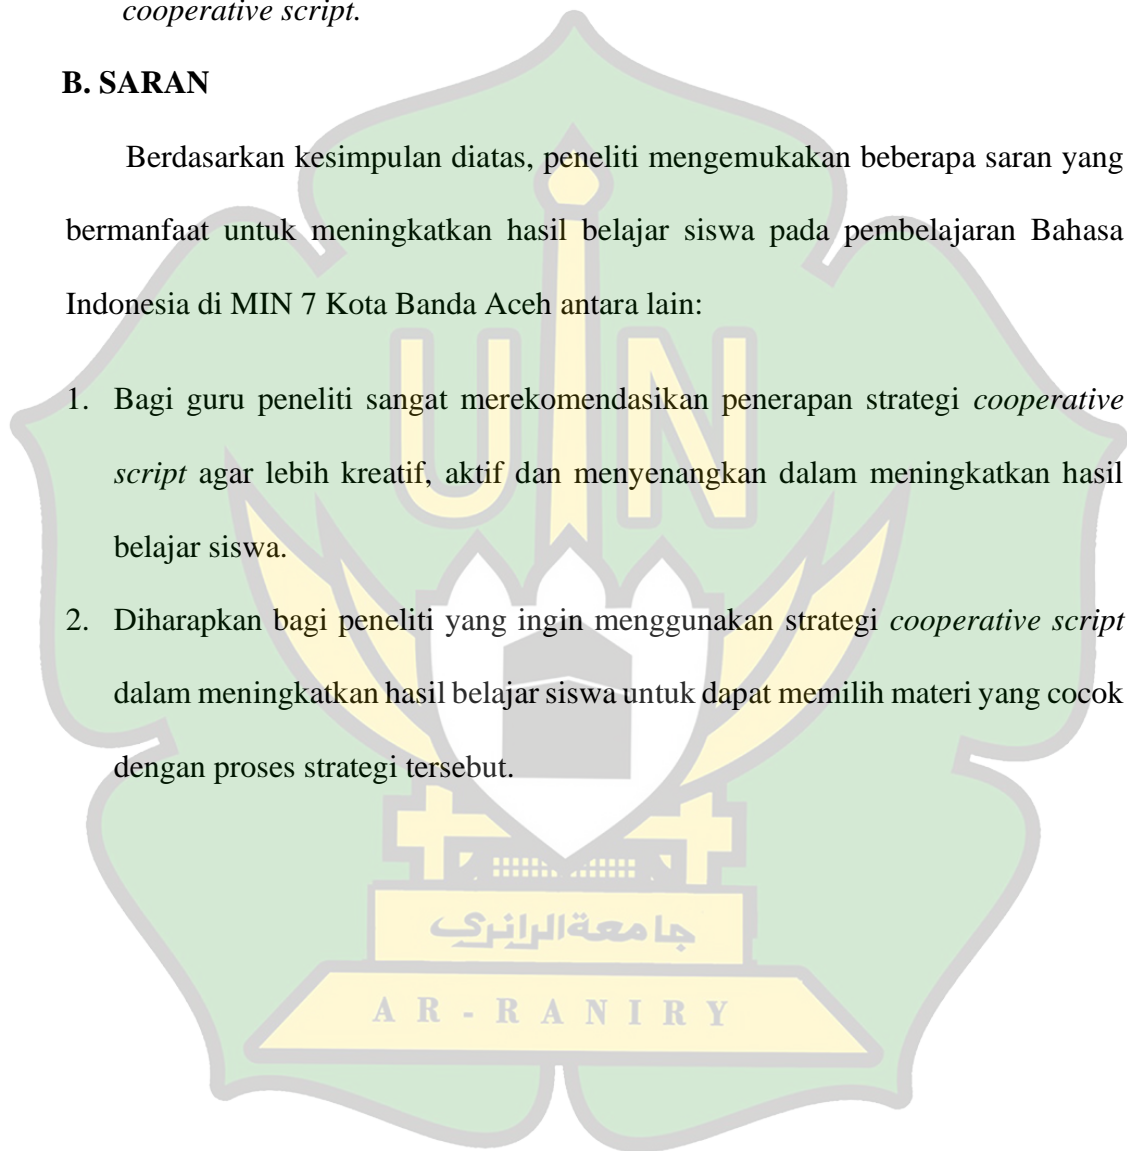 cooperative script.
B. SARAN
Berdasarkan kesimpulan diatas, peneliti mengemukakan beberapa saran yang
bermanfaat untuk meningkatkan hasil belajar siswa pada pembelajaran Bahasa
Indonesia di MIN 7 Kota Banda Aceh antara lain:
1. Bagi guru peneliti sangat merekomendasikan penerapan strategi cooperative
script agar lebih kreatif, aktif dan menyenangkan dalam meningkatkan hasil
belajar siswa.
2. Diharapkan bagi peneliti yang ingin menggunakan strategi cooperative script
dalam meningkatkan hasil belajar siswa untuk dapat memilih materi yang cocok
dengan proses strategi tersebut.
UIN
جامعةالرانري
AR-RANIRY